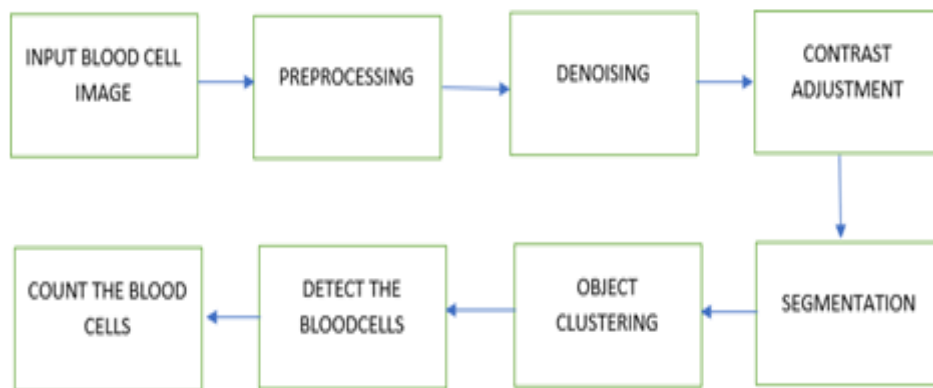 INPUT BLOOD CELL
IMAGE
PREPROCESSING
DENOISING
CONTRAST
ADJUSTMENT
SEGMENTATION
OBJECT
CLUSTERING
DETECT THE
BLOODCELLS
COUNT THE BLOOD
CELLS